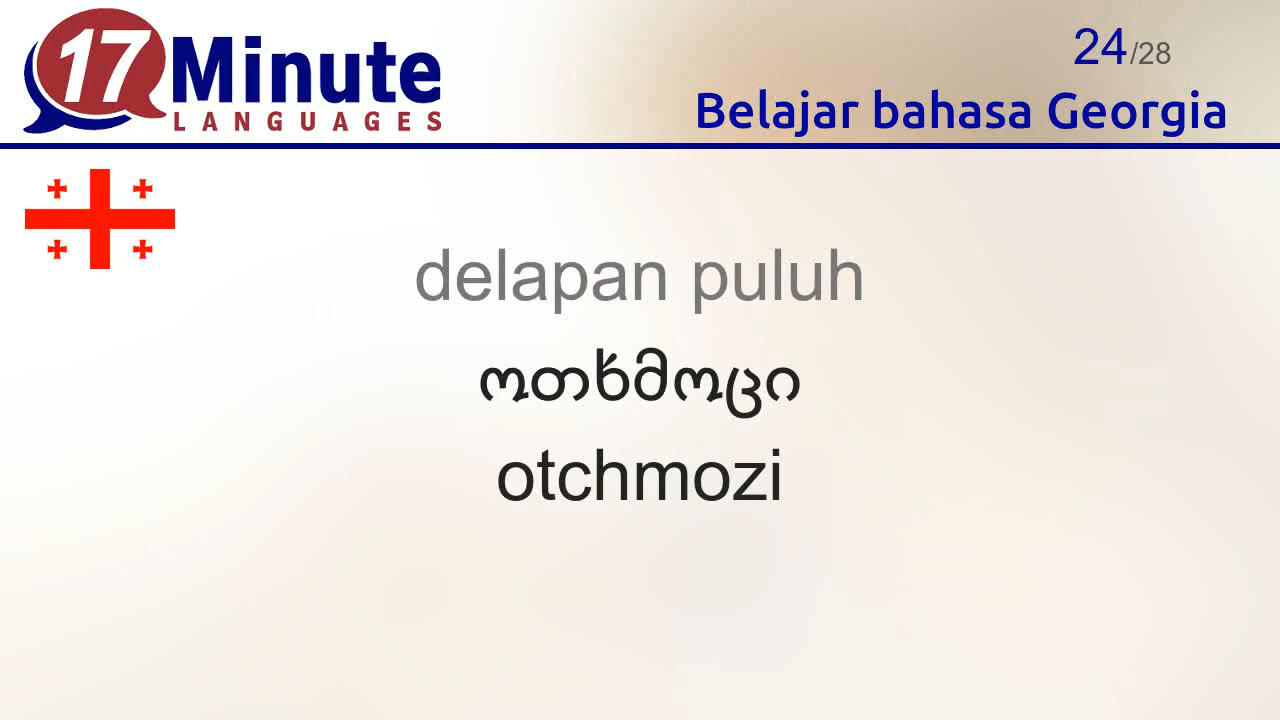 17 Minute
LANGUAGES
24/28
Belajar bahasa Georgia
delapan puluh
ოთხმოცი
otchmozi